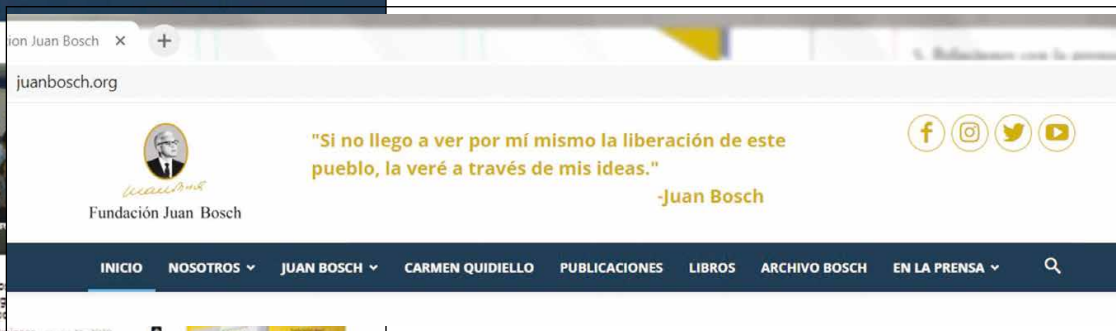 ion Juan Bosch
juanbosch.org
"Si no llego a ver por mí mismo la liberación de este
pueblo, la veré a través de mis ideas."
-Juan Bosch
Juan Bosch
Fundación Juan Bosch
INICIO NOSOTROS JUAN BOSCH CARMEN QUIDIELLO PUBLICACIONES LIBROS ARCHIVO BOSCH EN LA PRENSA